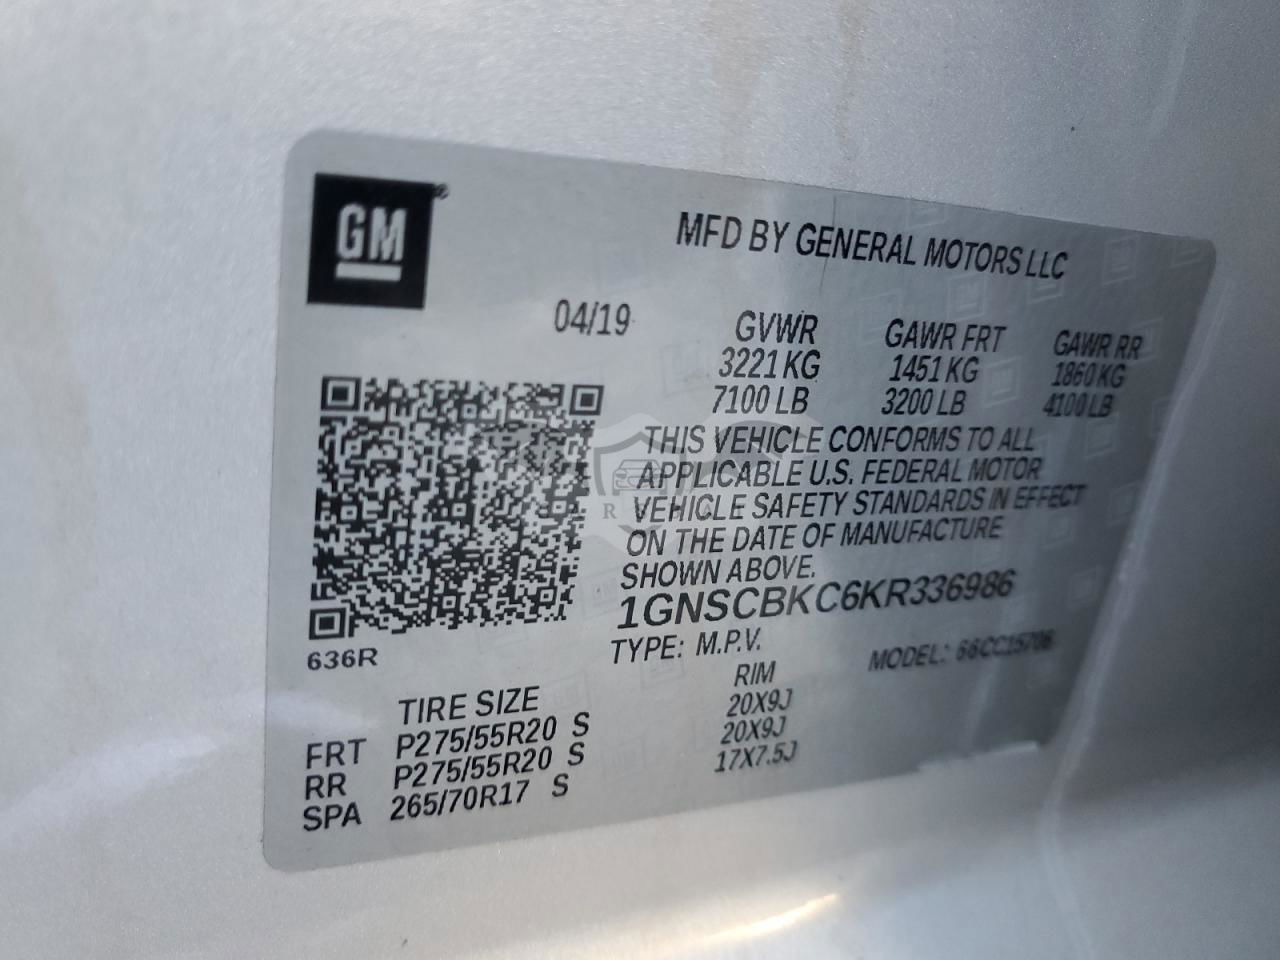 GM®
MFD BY GENERAL MOTORS LLC
04/19
GVWR GAWR FRT GAWR RR
3221 KG 1451 KG 1860 KG
7100 LB 3200 LB 4100 LB
THIS VEHICLE CONFORMS TO ALL
APPLICABLE U.S. FEDERAL MOTOR
VEHICLE SAFETY STANDARDS IN EFFECT
ON THE DATE OF MANUFACTURE
SHOWN ABOVE.
1GNSCBKC6KR336986
TYPE: M.P.V. MODEL: 66CC15706
636R
TIRE SIZE RIM
FRT P275/55R20 S 20X9J
RR P275/55R20 S 20X9J
SPA 265/70R17 S 17X7.5J